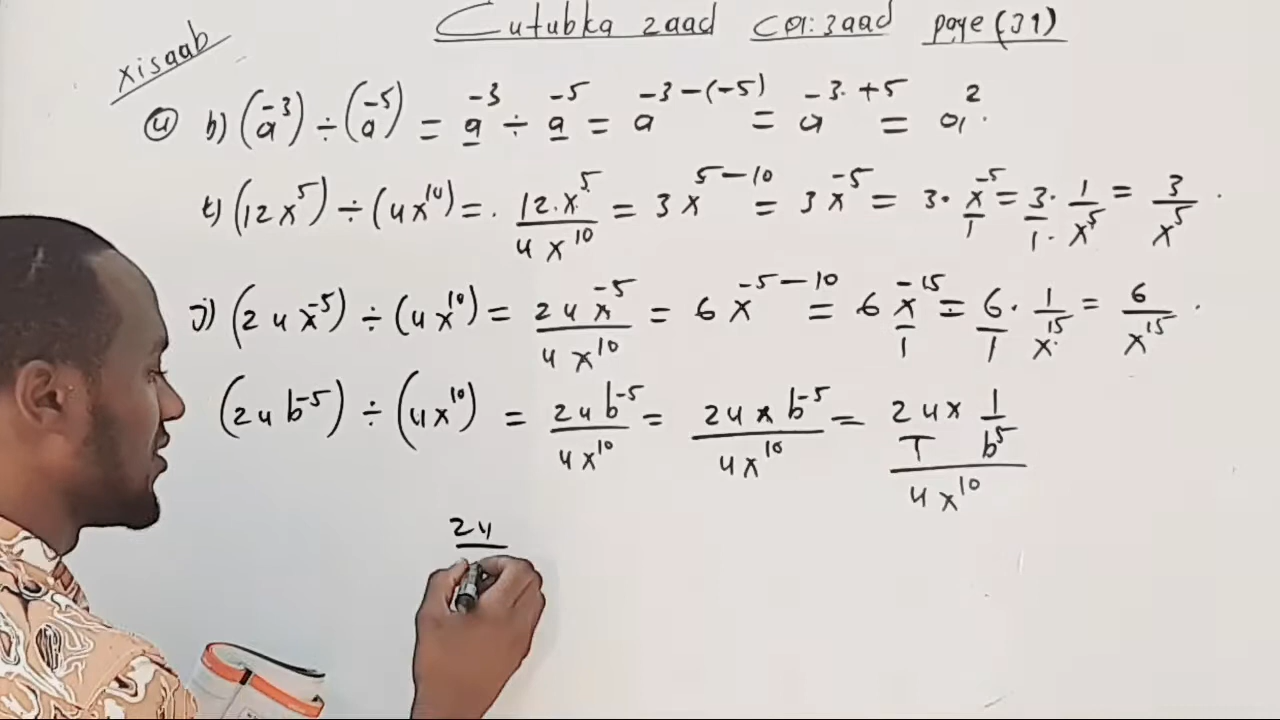 Cutubka 2aad CA: 3aad page (31)
xisaab
4 b) (a⁻³) ÷ (a⁻⁵) = a⁻³ ÷ a⁻⁵ = a⁻³⁻⁽⁻⁵⁾ = a⁻³⁺⁵ = a².
t) (12x⁵) ÷ (4x¹⁰) = . 12.x⁵/4x¹⁰ = 3x⁵⁻¹⁰ = 3x⁻⁵ = 3 · x⁻⁵/1 = 3/1 · 1/x⁵ = 3/x⁵ .
j) (24x⁻⁵) ÷ (4x¹⁰) = 24x⁻⁵/4x¹⁰ = 6x⁻⁵⁻¹⁰ = 6x⁻¹⁵/1 = 6/1 · 1/x¹⁵ = 6/x¹⁵ .
(24b⁻⁵) ÷ (4x¹⁰) = 24b⁻⁵/4x¹⁰ = 24 x b⁻⁵/4x¹⁰ = 24/1 x 1/b⁵/4x¹⁰
24